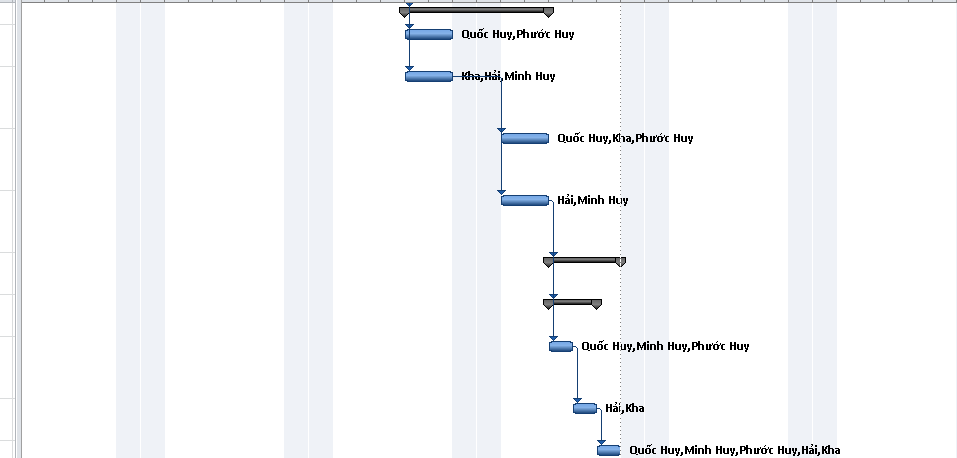 Quốc Huy,Phước Huy
Kha,Hải,Minh Huy
Quốc Huy,Kha,Phước Huy
Hải,Minh Huy
Quốc Huy,Minh Huy,Phước Huy
Hải,Kha
Quốc Huy,Minh Huy,Phước Huy,Hải,Kha